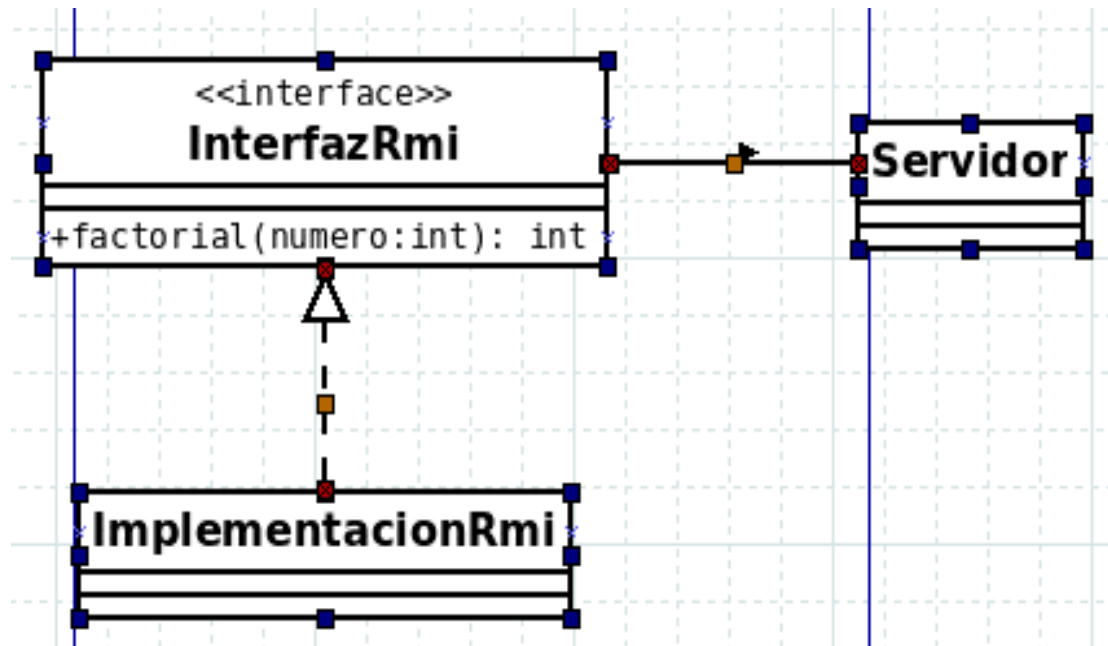 <<interface>>
InterfazRmi
+factorial(numero:int): int
Servidor
ImplementacionRmi